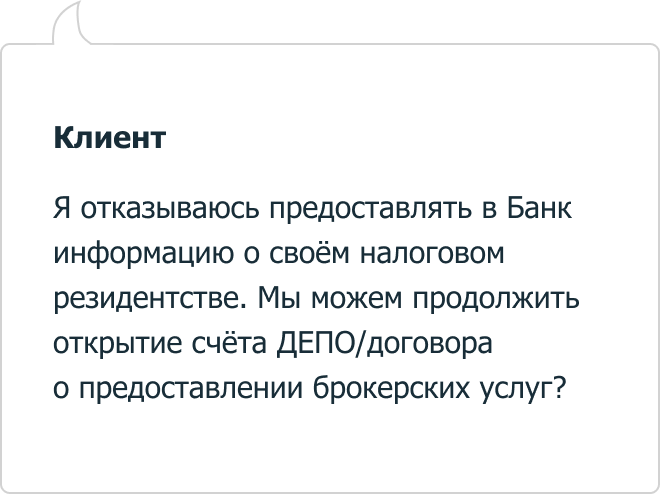 Клиент
Я отказываюсь предоставлять в Банк
информацию о своём налоговом
резидентстве. Мы можем продолжить
открытие счёта ДЕПО/договора
о предоставлении брокерских услуг?